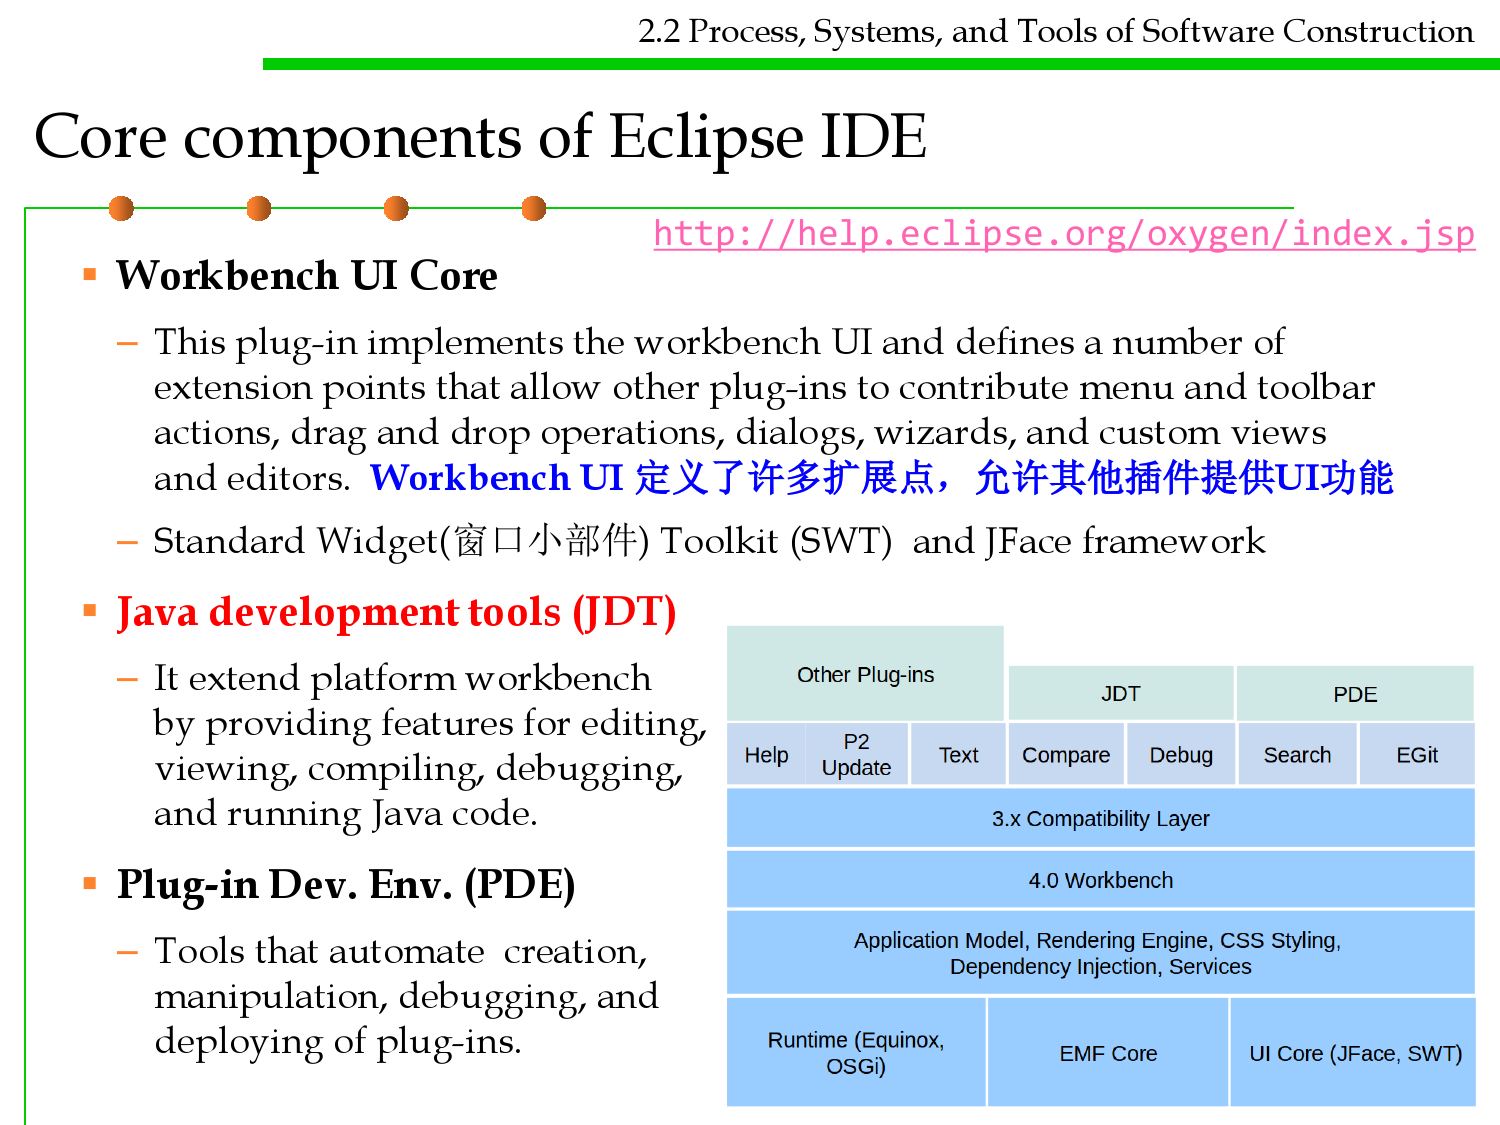 2.2 Process, Systems, and Tools of Software Construction
Core components of Eclipse IDE
http://help.eclipse.org/oxygen/index.jsp
Workbench UI Core
– This plug-in implements the workbench UI and defines a number of
extension points that allow other plug-ins to contribute menu and toolbar
actions, drag and drop operations, dialogs, wizards, and custom views
and editors. Workbench UI 定义了许多扩展点，允许其他插件提供UI功能
– Standard Widget(窗口小部件) Toolkit (SWT) and JFace framework
Java development tools (JDT)
– It extend platform workbench
by providing features for editing,
viewing, compiling, debugging,
and running Java code.
Plug-in Dev. Env. (PDE)
– Tools that automate creation,
manipulation, debugging, and
deploying of plug-ins.
Other Plug-ins
JDT
PDE
Help
P2
Update
Text
Compare
Debug
Search
EGit
3.x Compatibility Layer
4.0 Workbench
Application Model, Rendering Engine, CSS Styling,
Dependency Injection, Services
Runtime (Equinox,
OSGi)
EMF Core
UI Core (JFace, SWT)